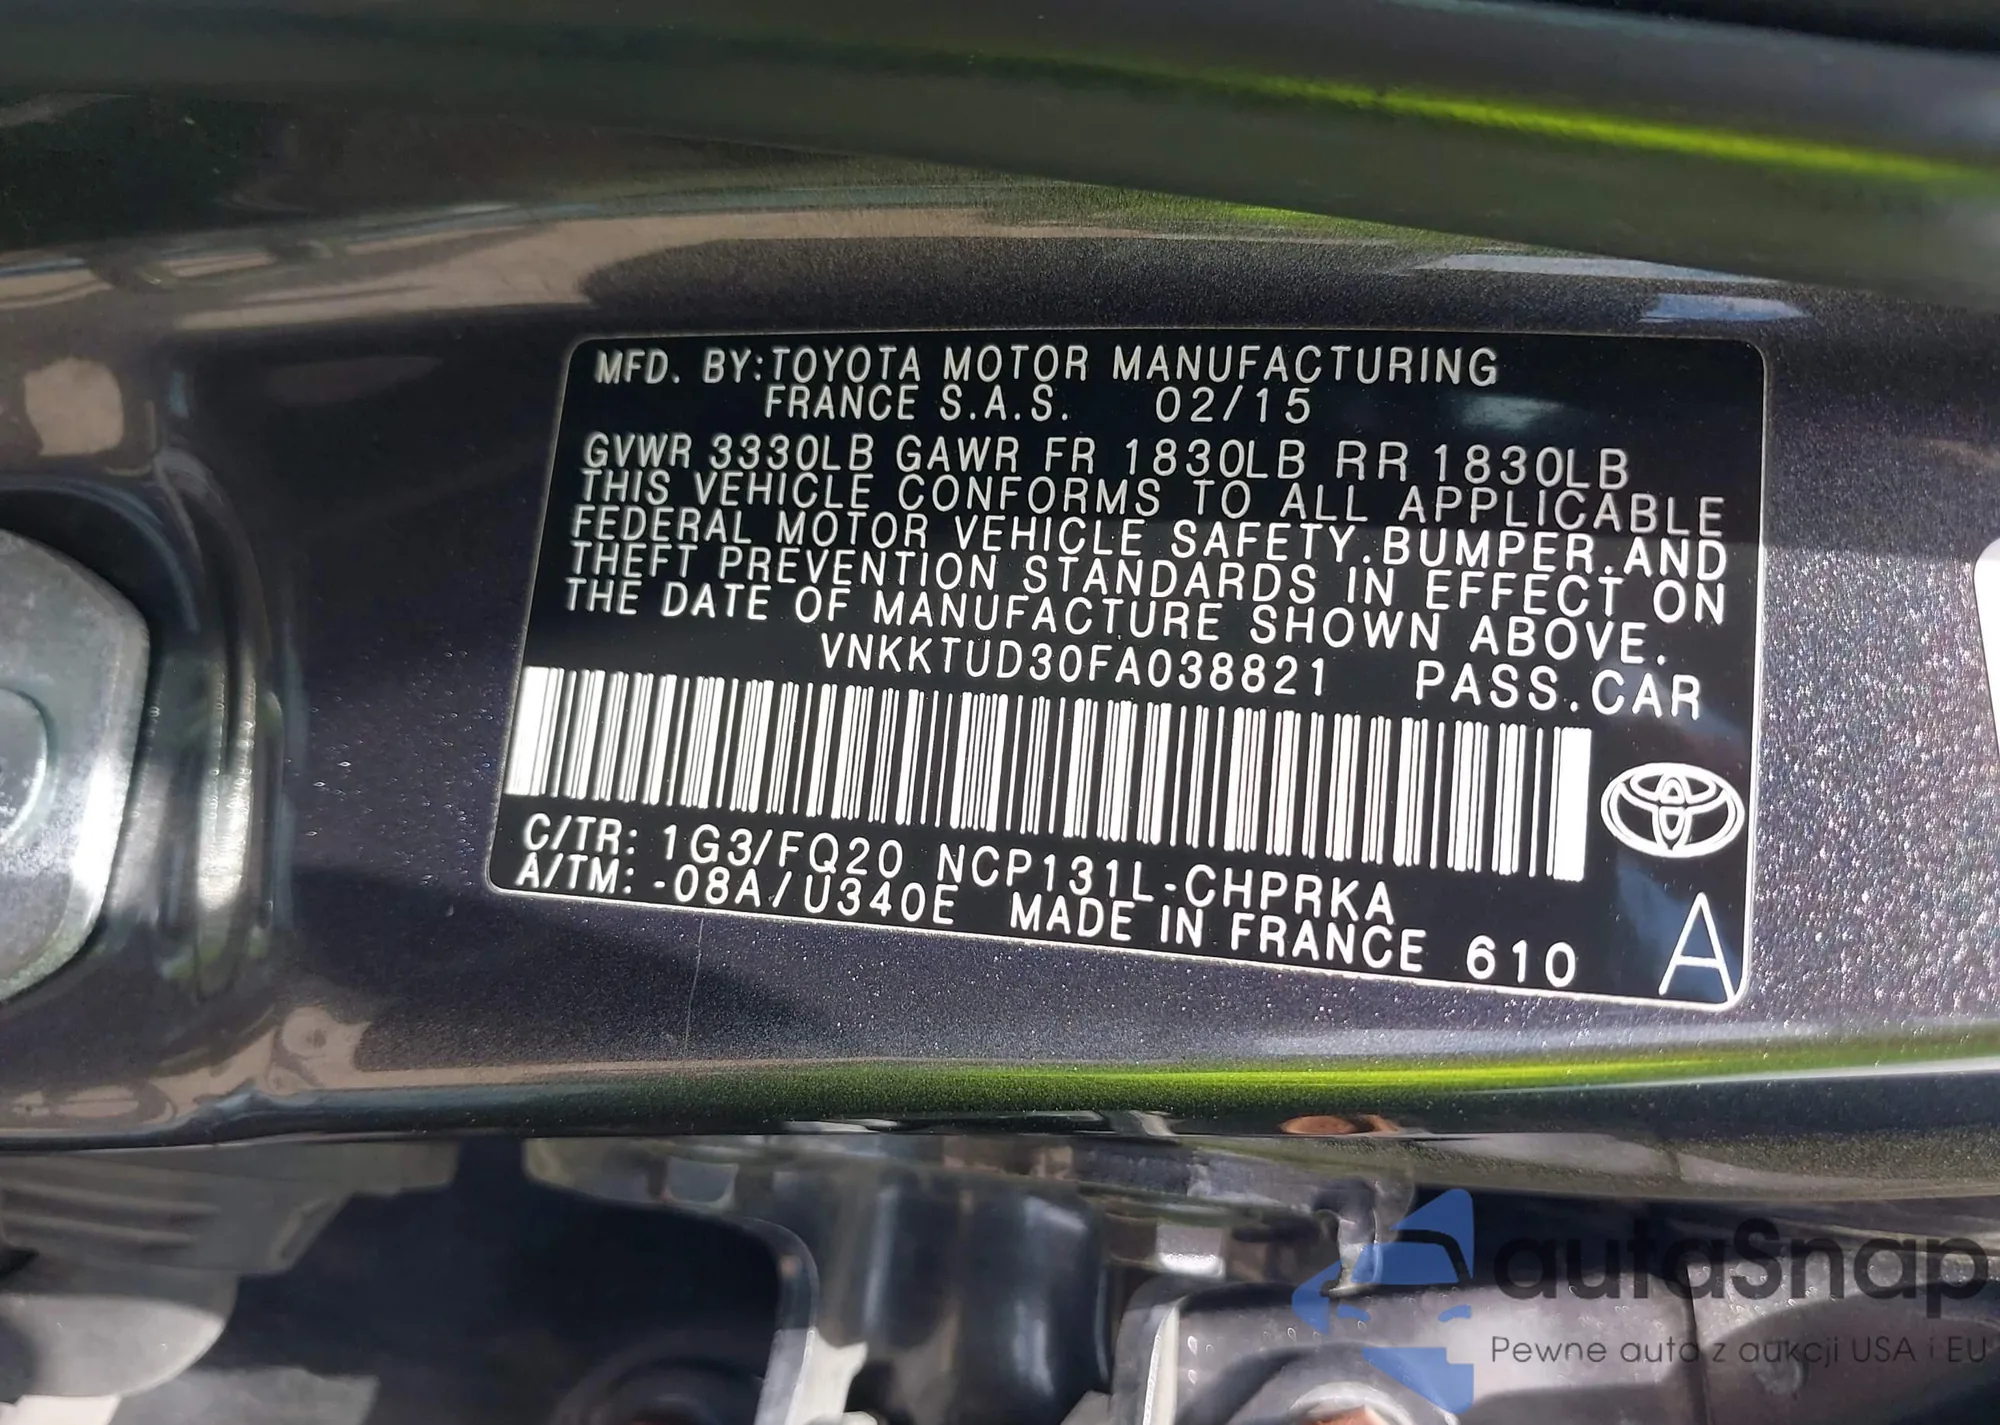 MFD. BY:TOYOTA MOTOR MANUFACTURING
FRANCE S.A.S. 02/15
GVWR 3330LB GAWR FR 1830LB RR 1830LB
THIS VEHICLE CONFORMS TO ALL APPLICABLE
FEDERAL MOTOR VEHICLE SAFETY.BUMPER.AND
THEFT PREVENTION STANDARDS IN EFFECT ON
THE DATE OF MANUFACTURE SHOWN ABOVE.
VNKKTUD30FA038821 PASS.CAR
C/TR: 1G3/FQ20 NCP131L-CHPRKA
A/TM: -08A/U340E MADE IN FRANCE 610
A
autaSnap
Pewne auta z aukcji USA i EU